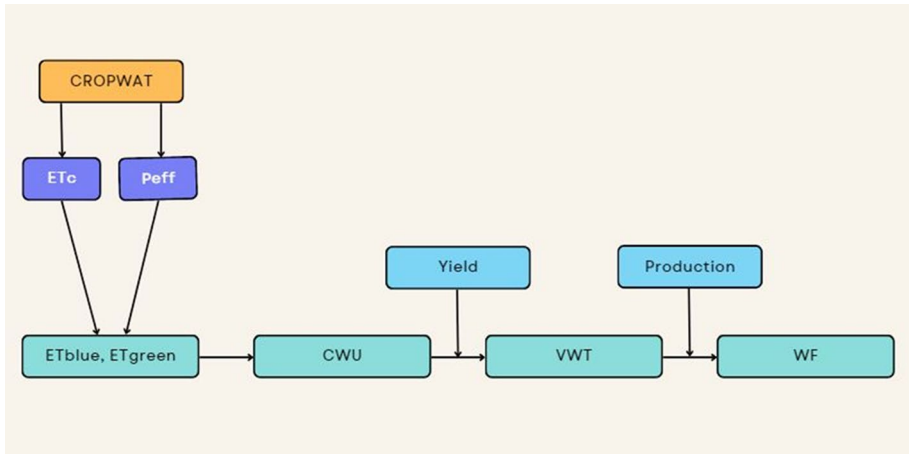 CROPWAT
ETc
Peff
Yield
Production
ETblue, ETgreen
CWU
VWT
WF